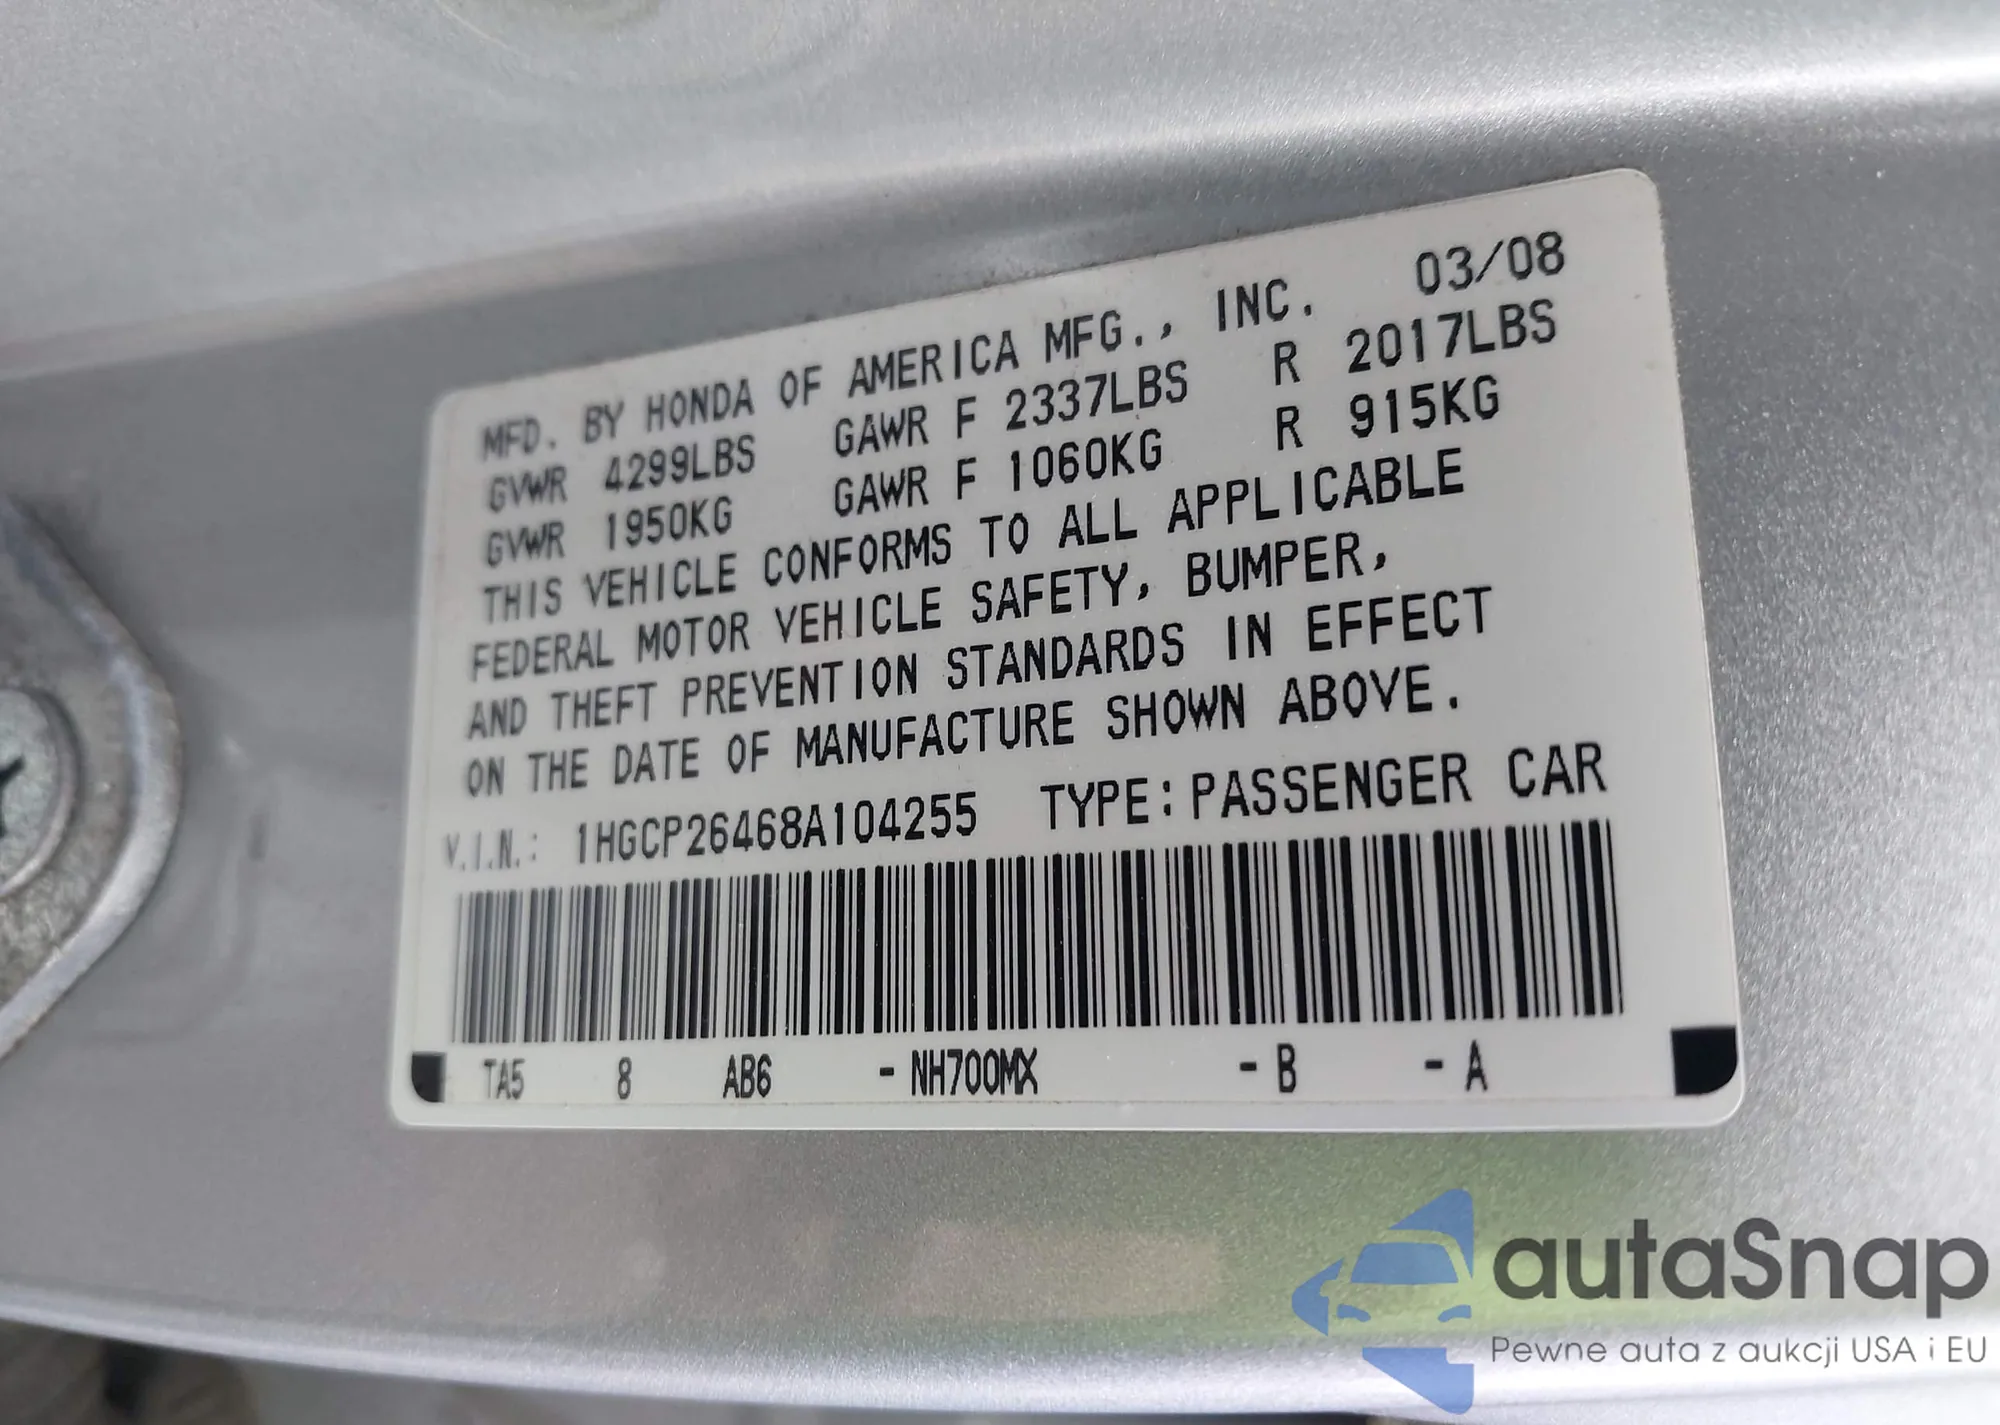 MFD. BY HONDA OF AMERICA MFG., INC. 03/08
GVWR 4299LBS GAWR F 2337LBS R 2017LBS
GVWR 1950KG GAWR F 1060KG R 915KG
THIS VEHICLE CONFORMS TO ALL APPLICABLE
FEDERAL MOTOR VEHICLE SAFETY, BUMPER,
AND THEFT PREVENTION STANDARDS IN EFFECT
ON THE DATE OF MANUFACTURE SHOWN ABOVE.
V.I.N.: 1HGCP26468A104255 TYPE:PASSENGER CAR
TA5 8 AB6 -NH700MX -B -A
autaSnap
Pewne auta z aukcji USA i EU